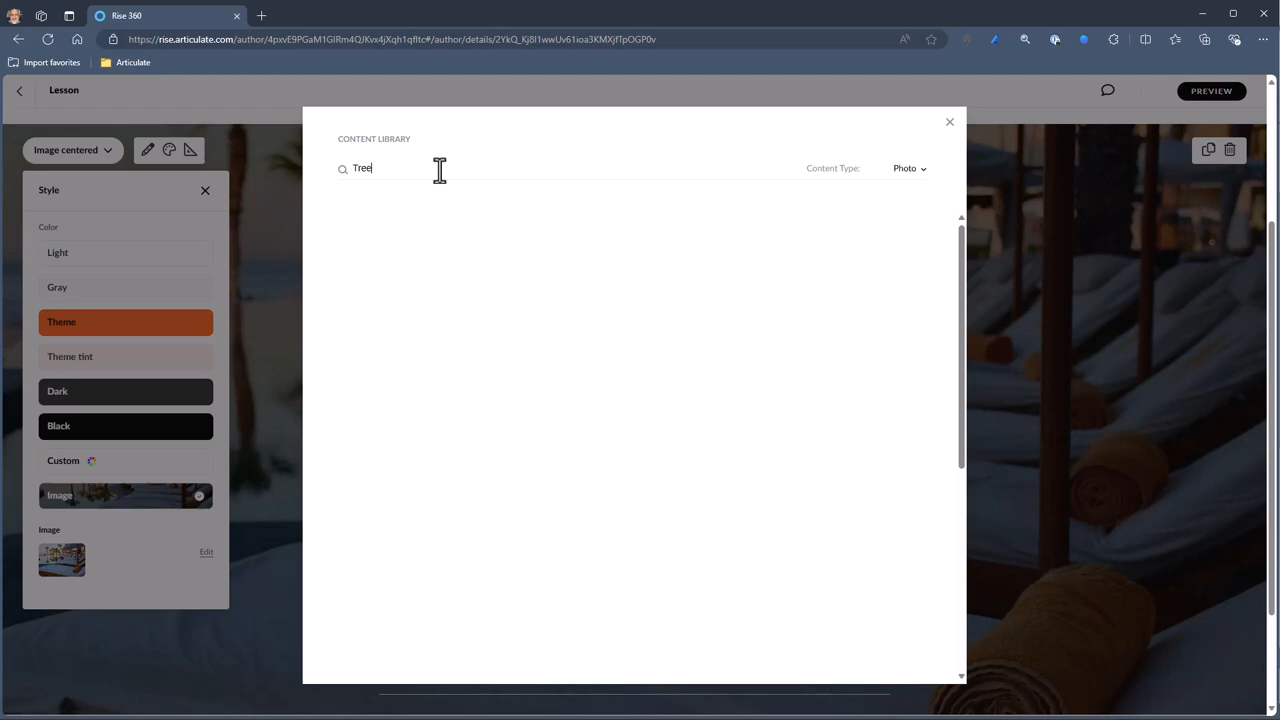 Rise 360
https://rise.articulate.com/author/4pxvE9PGaM1GIRm4QJKvx4jXqh1qfltc#/author/details/2YkQ_Kj8I1wwUv61ioa3KMXjfTpOGP0v
Import favorites
Articulate
Lesson
PREVIEW
Image centered
CONTENT LIBRARY
Tree
Content Type:
Photo
Style
Color
Light
Gray
Theme
Theme tint
Dark
Black
Custom
Image
Image
Edit